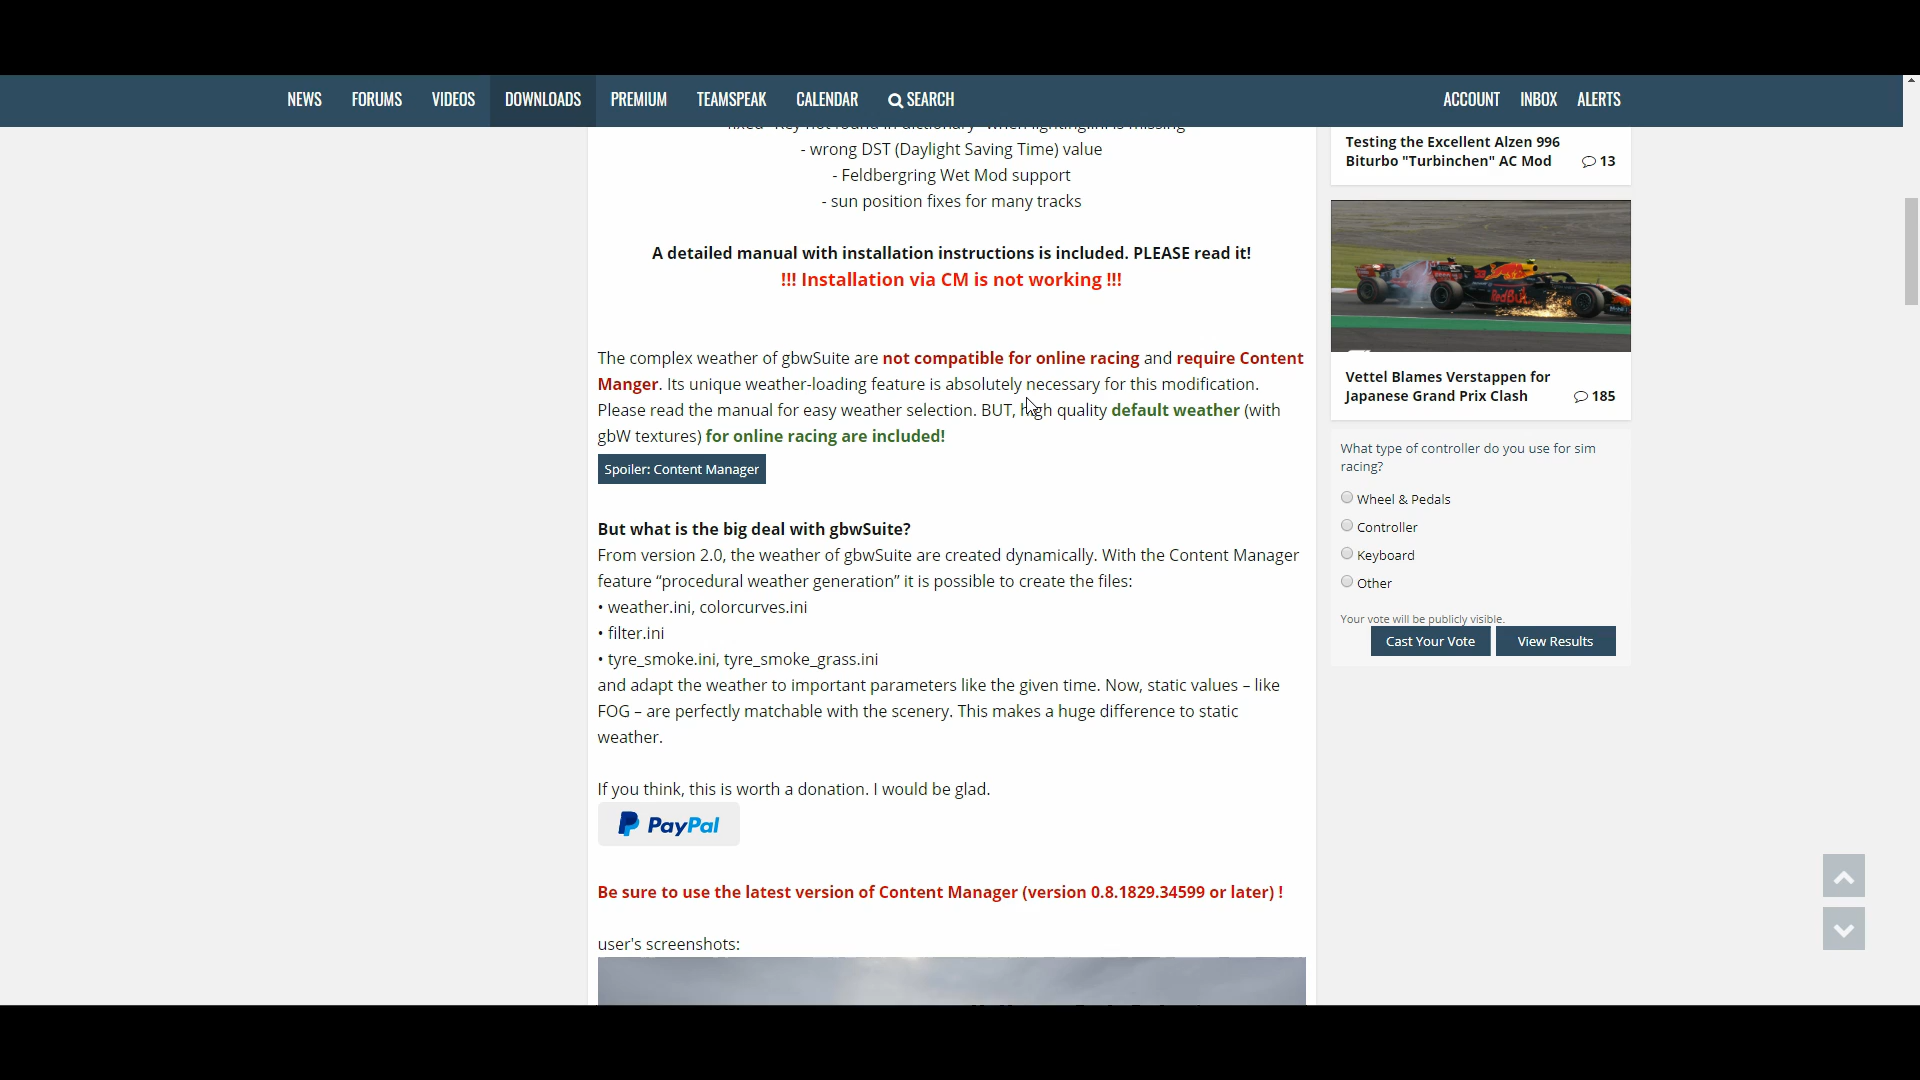 NEWS FORUMS VIDEOS DOWNLOADS PREMIUM TEAMSPEAK CALENDAR SEARCH ACCOUNT INBOX ALERTS
- wrong DST (Daylight Saving Time) value
- Feldbergring Wet Mod support
- sun position fixes for many tracks
A detailed manual with installation instructions is included. PLEASE read it!
!!! Installation via CM is not working !!!
The complex weather of gbwSuite are not compatible for online racing and require Content
Manger. Its unique weather-loading feature is absolutely necessary for this modification.
Please read the manual for easy weather selection. BUT, high quality default weather (with
gbW textures) for online racing are included!
Spoiler: Content Manager
But what is the big deal with gbwSuite?
From version 2.0, the weather of gbwSuite are created dynamically. With the Content Manager
feature “procedural weather generation” it is possible to create the files:
• weather.ini, colorcurves.ini
• filter.ini
• tyre_smoke.ini, tyre_smoke_grass.ini
and adapt the weather to important parameters like the given time. Now, static values – like
FOG – are perfectly matchable with the scenery. This makes a huge difference to static
weather.
If you think, this is worth a donation. I would be glad.
PayPal
Be sure to use the latest version of Content Manager (version 0.8.1829.34599 or later) !
user's screenshots:
Testing the Excellent Alzen 996
Biturbo "Turbinchen" AC Mod 13
RedBull
Vettel Blames Verstappen for
Japanese Grand Prix Clash 185
What type of controller do you use for sim
racing?
Wheel & Pedals
Controller
Keyboard
Other
Your vote will be publicly visible.
Cast Your Vote View Results